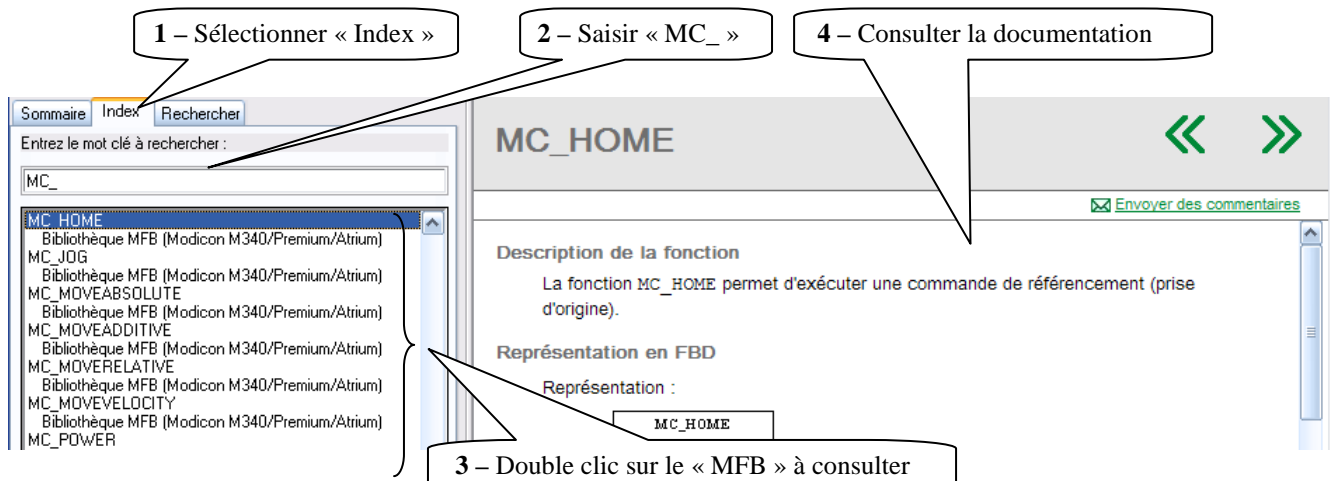 1 – Sélectionner « Index »
2 – Saisir « MC_ »
4 – Consulter la documentation
Sommaire Index Rechercher
Entrez le mot clé à rechercher :
MC_
MC_HOME
Bibliothèque MFB (Modicon M340/Premium/Atrium)
MC_JOG
Bibliothèque MFB (Modicon M340/Premium/Atrium)
MC_MOVEABSOLUTE
Bibliothèque MFB (Modicon M340/Premium/Atrium)
MC_MOVEADDITIVE
Bibliothèque MFB (Modicon M340/Premium/Atrium)
MC_MOVERELATIVE
Bibliothèque MFB (Modicon M340/Premium/Atrium)
MC_MOVEVELOCITY
Bibliothèque MFB (Modicon M340/Premium/Atrium)
MC_POWER
MC_HOME
Envoyer des commentaires
Description de la fonction
La fonction MC_HOME permet d'exécuter une commande de référencement (prise
d'origine).
Représentation en FBD
Représentation :
MC_HOME
3 – Double clic sur le « MFB » à consulter